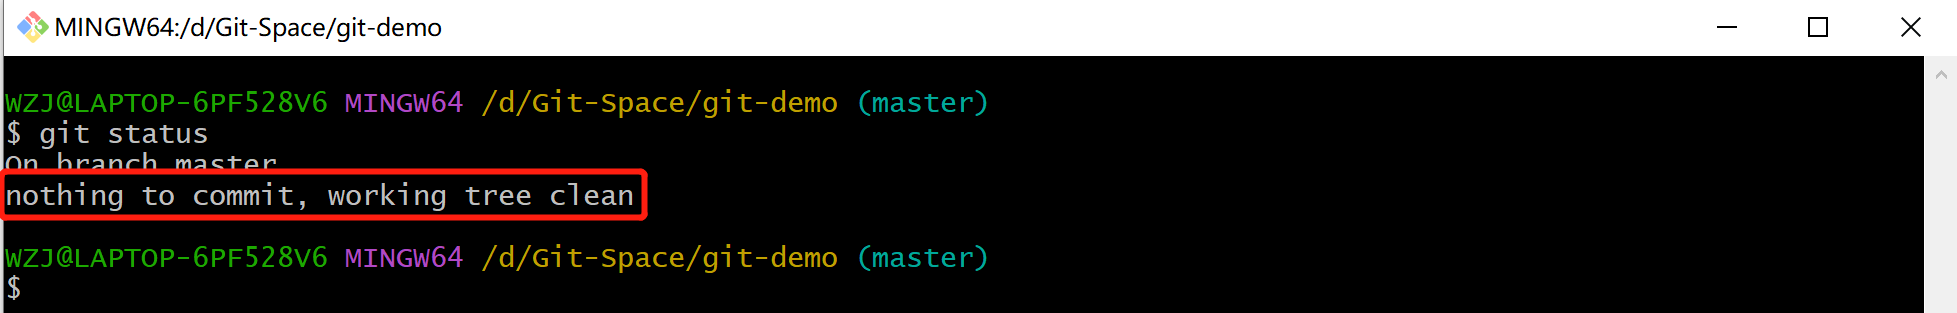 MINGW64:/d/Git-Space/git-demo
WZJ@LAPTOP-6PF528V6 MINGW64 /d/Git-Space/git-demo (master)
$ git status
On branch master
nothing to commit, working tree clean
WZJ@LAPTOP-6PF528V6 MINGW64 /d/Git-Space/git-demo (master)
$